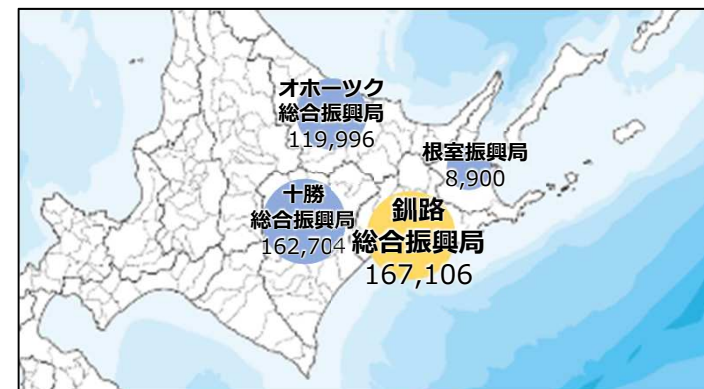 オホーツク
総合振興局
119,996
根室振興局
8,900
十勝
総合振興局
162,704
釧路
総合振興局
167,106